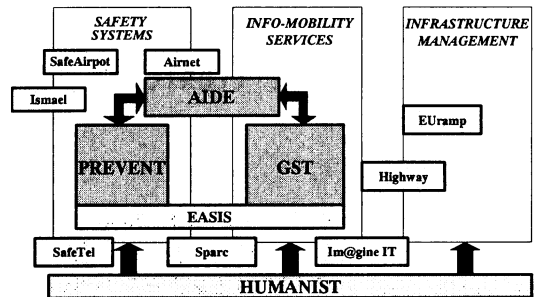 SAFETY
SYSTEMS
INFO-MOBILITY
SERVICES
INFRASTRUCTURE
MANAGEMENT
SafeAirpot
Airnet
Ismael
AIDE
EUramp
PREVENT
GST
Highway
EASIS
SafeTel
Sparc
Im@gine IT
HUMANIST